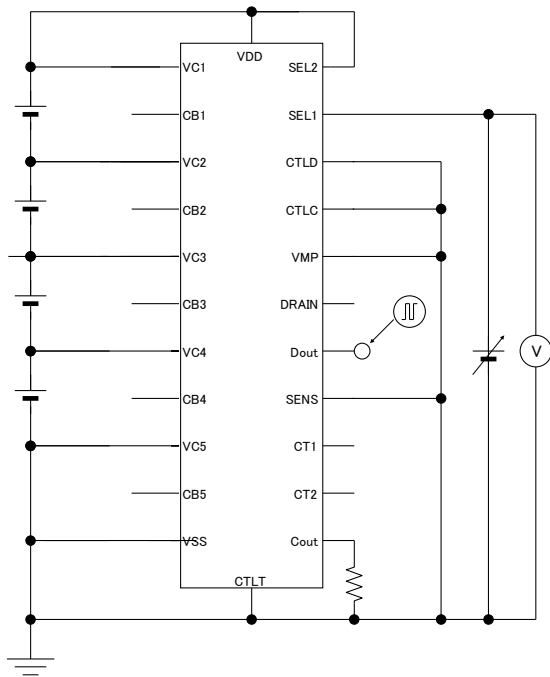 VDD
VC1
SEL2
CB1
SEL1
VC2
CTLD
CB2
CTLC
VC3
VMP
CB3
DRAIN
VC4
Dout
V
CB4
SENS
VC5
CT1
CB5
CT2
VSS
Cout
CTLT